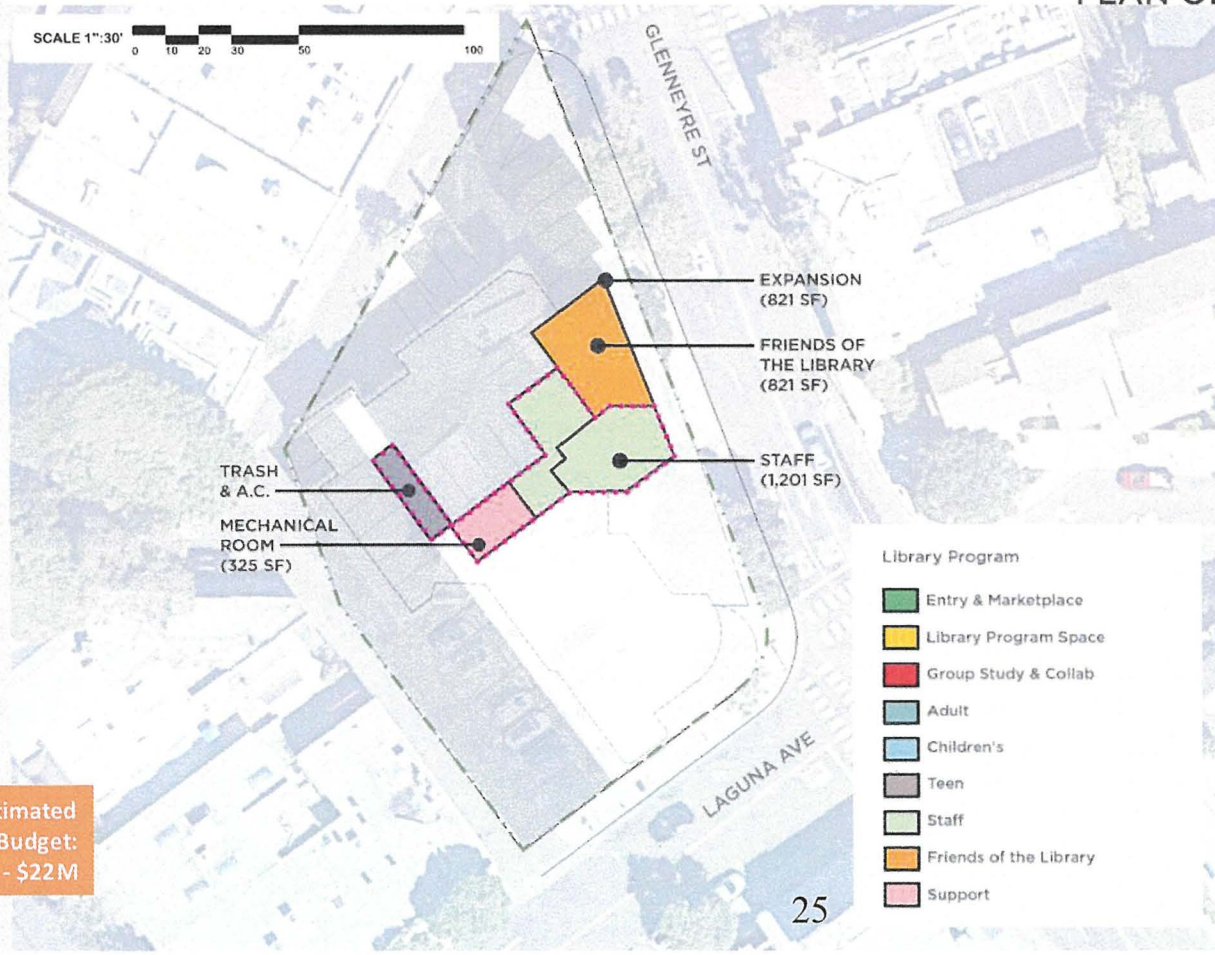 PLAN
SCALE 1":30'
0 10 20 30 50 100
GLENNEYRE ST
EXPANSION
(821 SF)
FRIENDS OF
THE LIBRARY
(821 SF)
STAFF
(1,201 SF)
TRASH
& A.C.
MECHANICAL
ROOM
(325 SF)
LAGUNA AVE
Library Program
Entry & Marketplace
Library Program Space
Group Study & Collab
Adult
Children's
Teen
Staff
Friends of the Library
Support
Budget:
- $22M
25